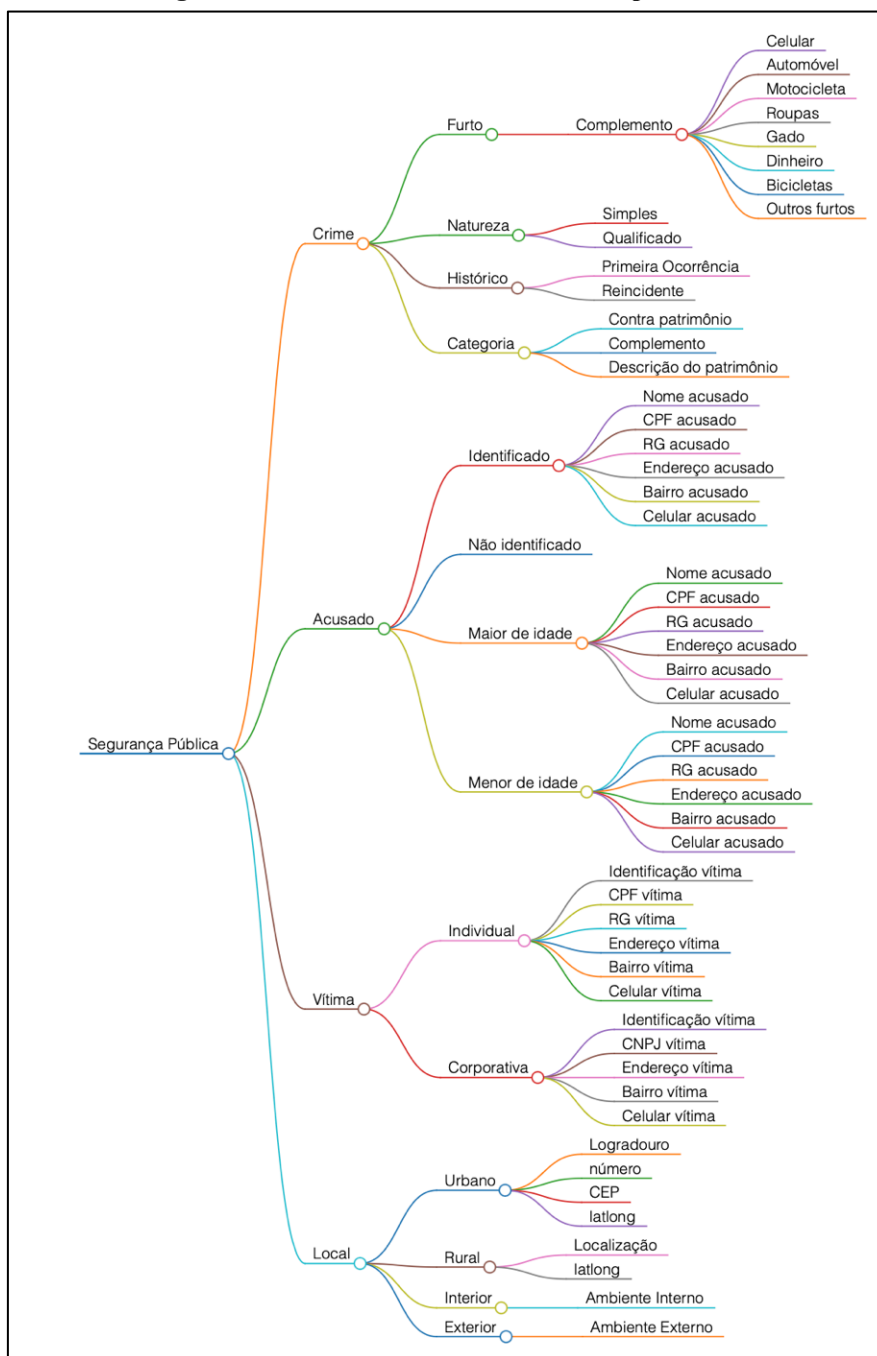 Segurança Pública
Crime
Furto
Complemento
Celular
Automóvel
Motocicleta
Roupas
Gado
Dinheiro
Bicicletas
Outros furtos
Natureza
Simples
Qualificado
Histórico
Primeira Ocorrência
Reincidente
Categoria
Contra patrimônio
Complemento
Descrição do patrimônio
Acusado
Identificado
Nome acusado
CPF acusado
RG acusado
Endereço acusado
Bairro acusado
Celular acusado
Não identificado
Maior de idade
Nome acusado
CPF acusado
RG acusado
Endereço acusado
Bairro acusado
Celular acusado
Menor de idade
Nome acusado
CPF acusado
RG acusado
Endereço acusado
Bairro acusado
Celular acusado
Vítima
Individual
Identificação vítima
CPF vítima
RG vítima
Endereço vítima
Bairro vítima
Celular vítima
Corporativa
Identificação vítima
CNPJ vítima
Endereço vítima
Bairro vítima
Celular vítima
Local
Urbano
Logradouro
número
CEP
latlong
Rural
Localização
latlong
Interior
Ambiente Interno
Exterior
Ambiente Externo